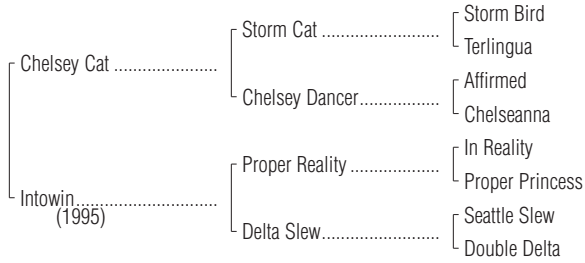 Storm Bird
Storm Cat
Terlingua
Chelsey Cat
Affirmed
Chelsey Dancer
Chelseanna
In Reality
Proper Reality
Proper Princess
Intowin
(1995)
Seattle Slew
Delta Slew
Double Delta